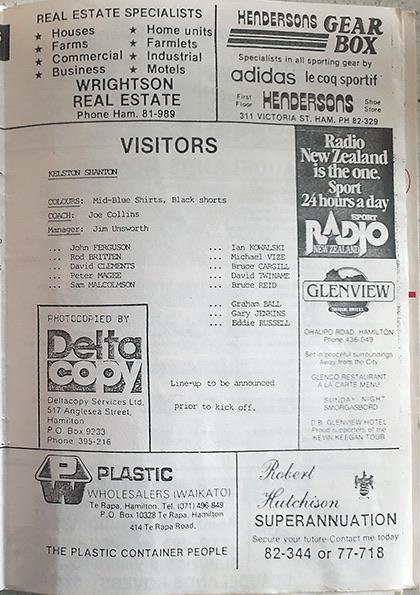 REAL ESTATE SPECIALISTS
★ Houses ★ Home units
★ Farms ★ Farmlets
★ Commercial ★ Industrial
★ Business ★ Motels
WRIGHTSON
REAL ESTATE
Phone Ham. 81-989
HENDERSONS GEAR
BOX
Specialists in all sporting gear by
adidas le coq sportif
First Floor HENDERSONS Shoe Store
311 VICTORIA ST. HAM. PH 82-329
VISITORS
KELSTON SHANTON
COLOURS: Mid-Blue Shirts, Black shorts
COACH: Joe Collins
Manager: Jim Unsworth
... John FERGUSON
... Rod BRITTEN
... David CLEMENTS
... Peter MAGEE
... Sam MALCOLMSON
... Ian KOWALSKI
... Michael VIZE
... Bruce CARGILL
... David TWINAME
... Bruce REID
... Graham BALL
... Gary JENKINS
... Eddie RUSSELL
Line-up to be announced
prior to kick off.
Radio
New Zealand
is the one.
Sport
24 hours a day
SPORT
RADIO
NEW ZEALAND
GLENVIEW
OHAUPO ROAD, HAMILTON
Phone 436-049
Set in peaceful surroundings
Away from the City
GLENCO RESTAURANT
A LA CARTE MENU
SUNDAY NIGHT
SMORGASBORD
D.B. GLENVIEW HOTEL
Proud supporters of the
KEVIN KEEGAN TOUR
PHOTOCOPIED BY
Delta
copy
Deltacopy Services Ltd,
517 Anglesea Street,
Hamilton
P.O. Box 9233
Phone 395-216
PW PLASTIC
WHOLESALERS (WAIKATO)
Te Rapa, Hamilton. Tel. (071) 496-849
P.O. Box 10328 Te Rapa, Hamilton
414 Te Rapa Road,
THE PLASTIC CONTAINER PEOPLE
Robert
Hutchison
SUPERANNUATION
Secure your future-Contact me today
82-344 or 77-718